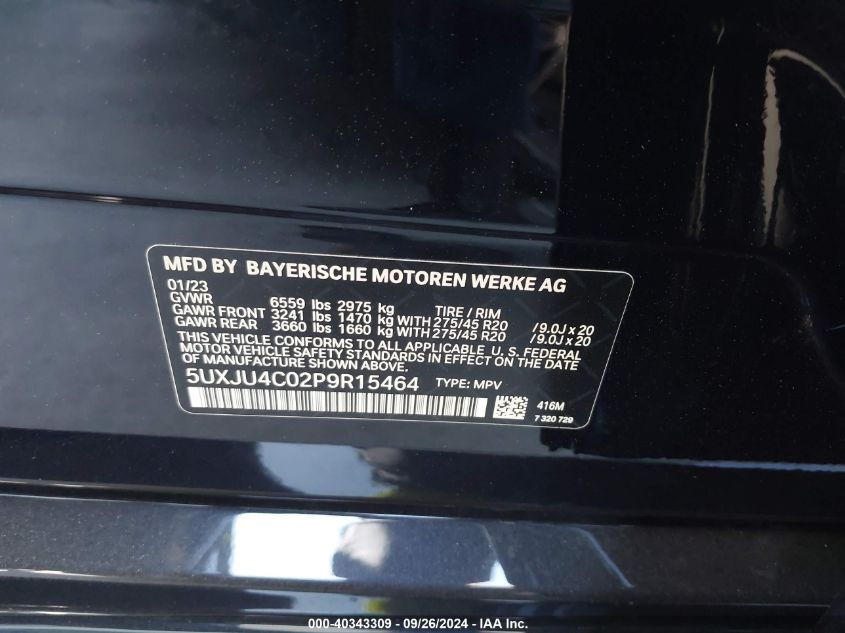 MFD BY BAYERISCHE MOTOREN WERKE AG
01/23
GVWR 6559 lbs 2975 kg TIRE / RIM
GAWR FRONT 3241 lbs 1470 kg WITH 275/45 R20 /9.0J x 20
GAWR REAR 3660 lbs 1660 kg WITH 275/45 R20 /9.0J x 20
THIS VEHICLE CONFORMS TO ALL APPLICABLE U. S. FEDERAL
MOTOR VEHICLE SAFETY STANDARDS IN EFFECT ON THE
DATE OF MANUFACTURE SHOWN ABOVE.
5UXJU4C02P9R15464 TYPE: MPV
416M
7 320 729
000-40343309 - 09/26/2024 - IAA Inc.